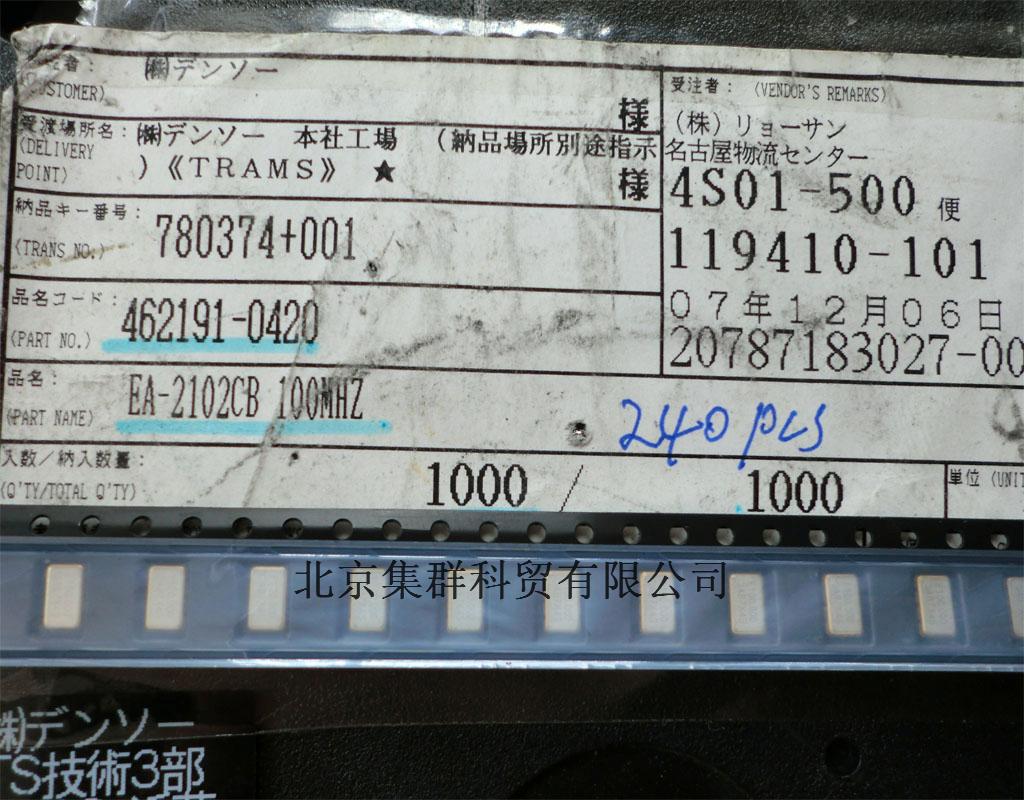 注者：
(CUSTOMER)
㈱デンソー
様
受渡場所名：
(DELIVERY
POINT)
㈱デンソー 本社工場 （納品場所別途指示
）《TRAMS》 ★
様
納品キー番号：
(TRANS NO.)
780374+001
品名コード：
(PART NO.)
462191-0420
品名：
(PART NAME)
EA-2102CB 100MHZ
240 pcs
入数／納入数量：
(Q'TY/TOTAL Q'TY)
1000 / 1000
単位 (UNIT
受注者： (VENDOR'S REMARKS)
（株）リョーサン
名古屋物流センター
4S01-500 便
119410-101
07年12月06日
20787183027-00
北京集群科贸有限公司
株)デンソー
TS技術3部